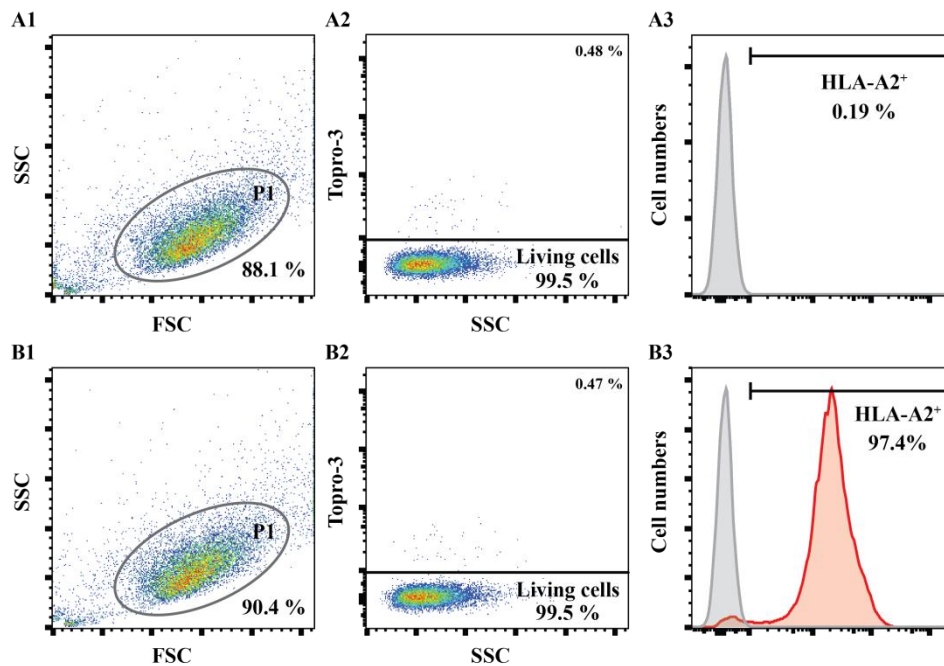 A1
A2
A3
SSC
P1
88.1 %
FSC
Topro-3
0.48 %
Living cells
99.5 %
SSC
Cell numbers
HLA-A2⁺
0.19 %
B1
B2
B3
SSC
P1
90.4 %
FSC
Topro-3
0.47 %
Living cells
99.5 %
SSC
Cell numbers
HLA-A2⁺
97.4%